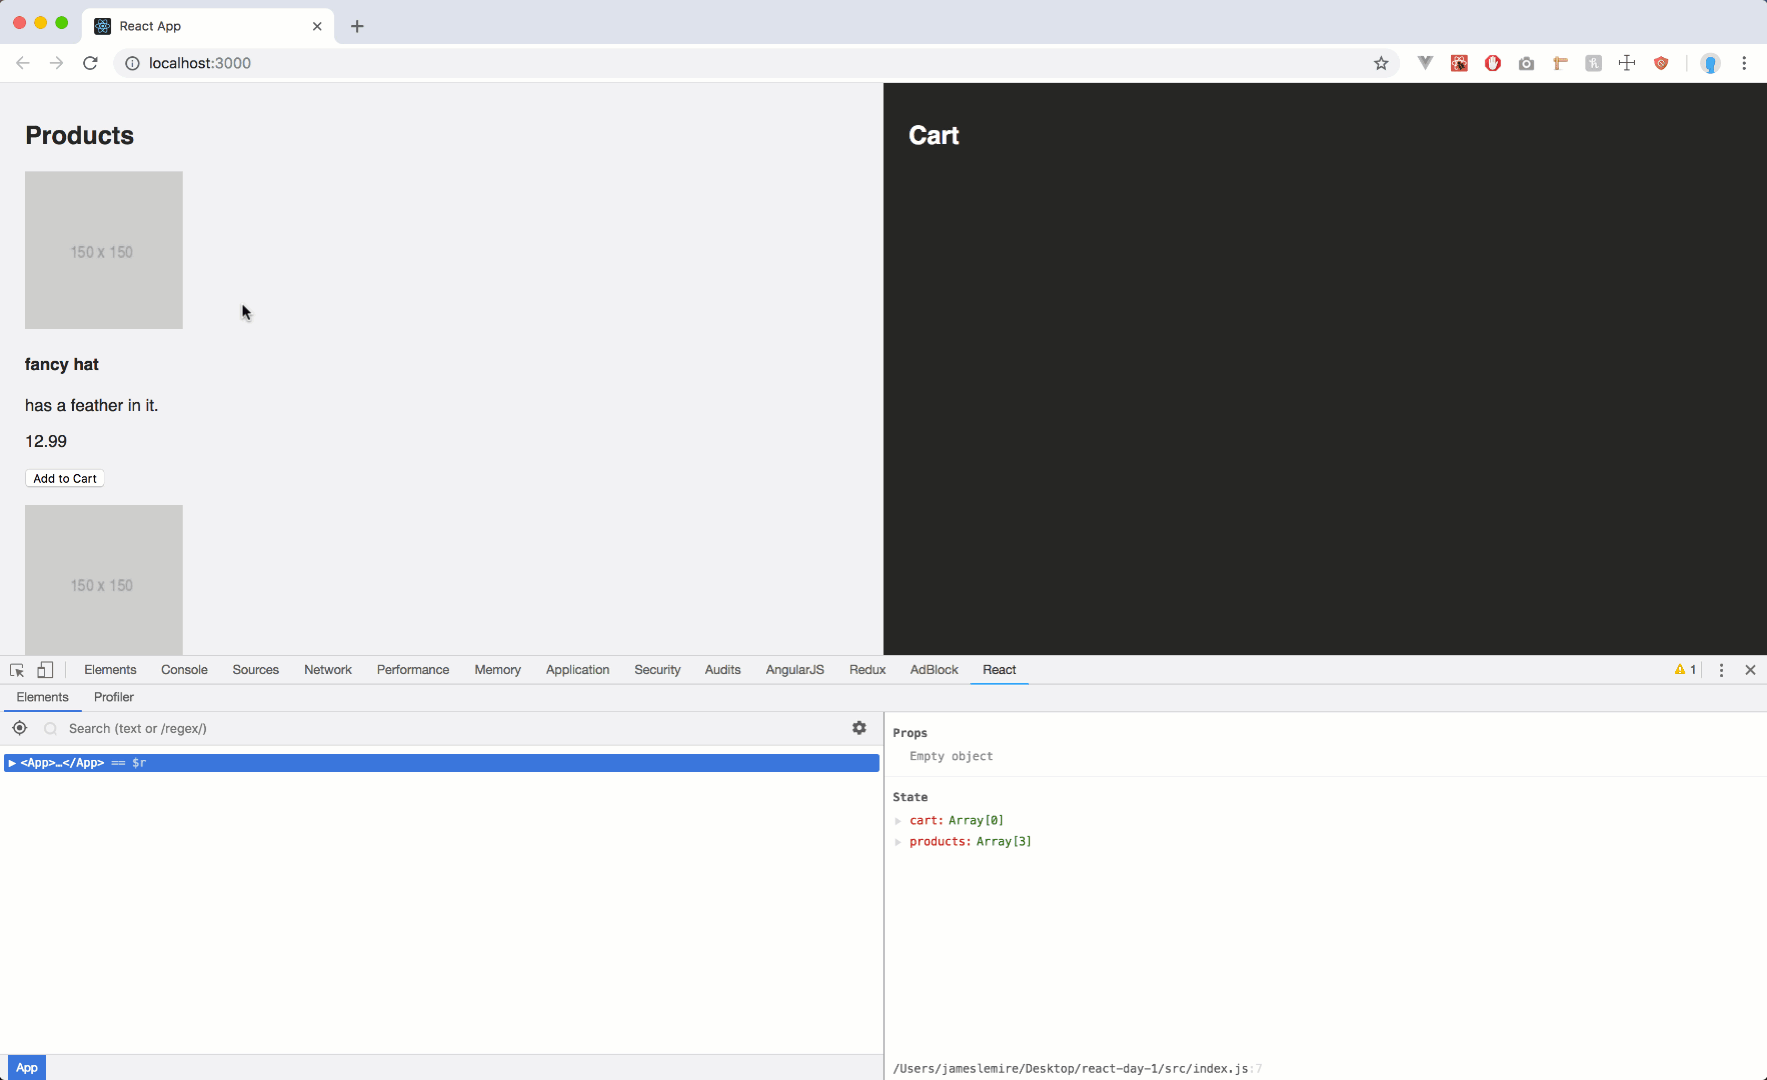 React App
localhost:3000
Products
Cart
150 x 150
fancy hat
has a feather in it.
12.99
Add to Cart
150 x 150
Elements Console Sources Network Performance Memory Application Security Audits AngularJS Redux AdBlock React 1
Elements Profiler
Search (text or /regex/)
<App>…</App> == $r
Props
Empty object
State
cart: Array[0]
products: Array[3]
App
/Users/jameslemire/Desktop/react-day-1/src/index.js:7